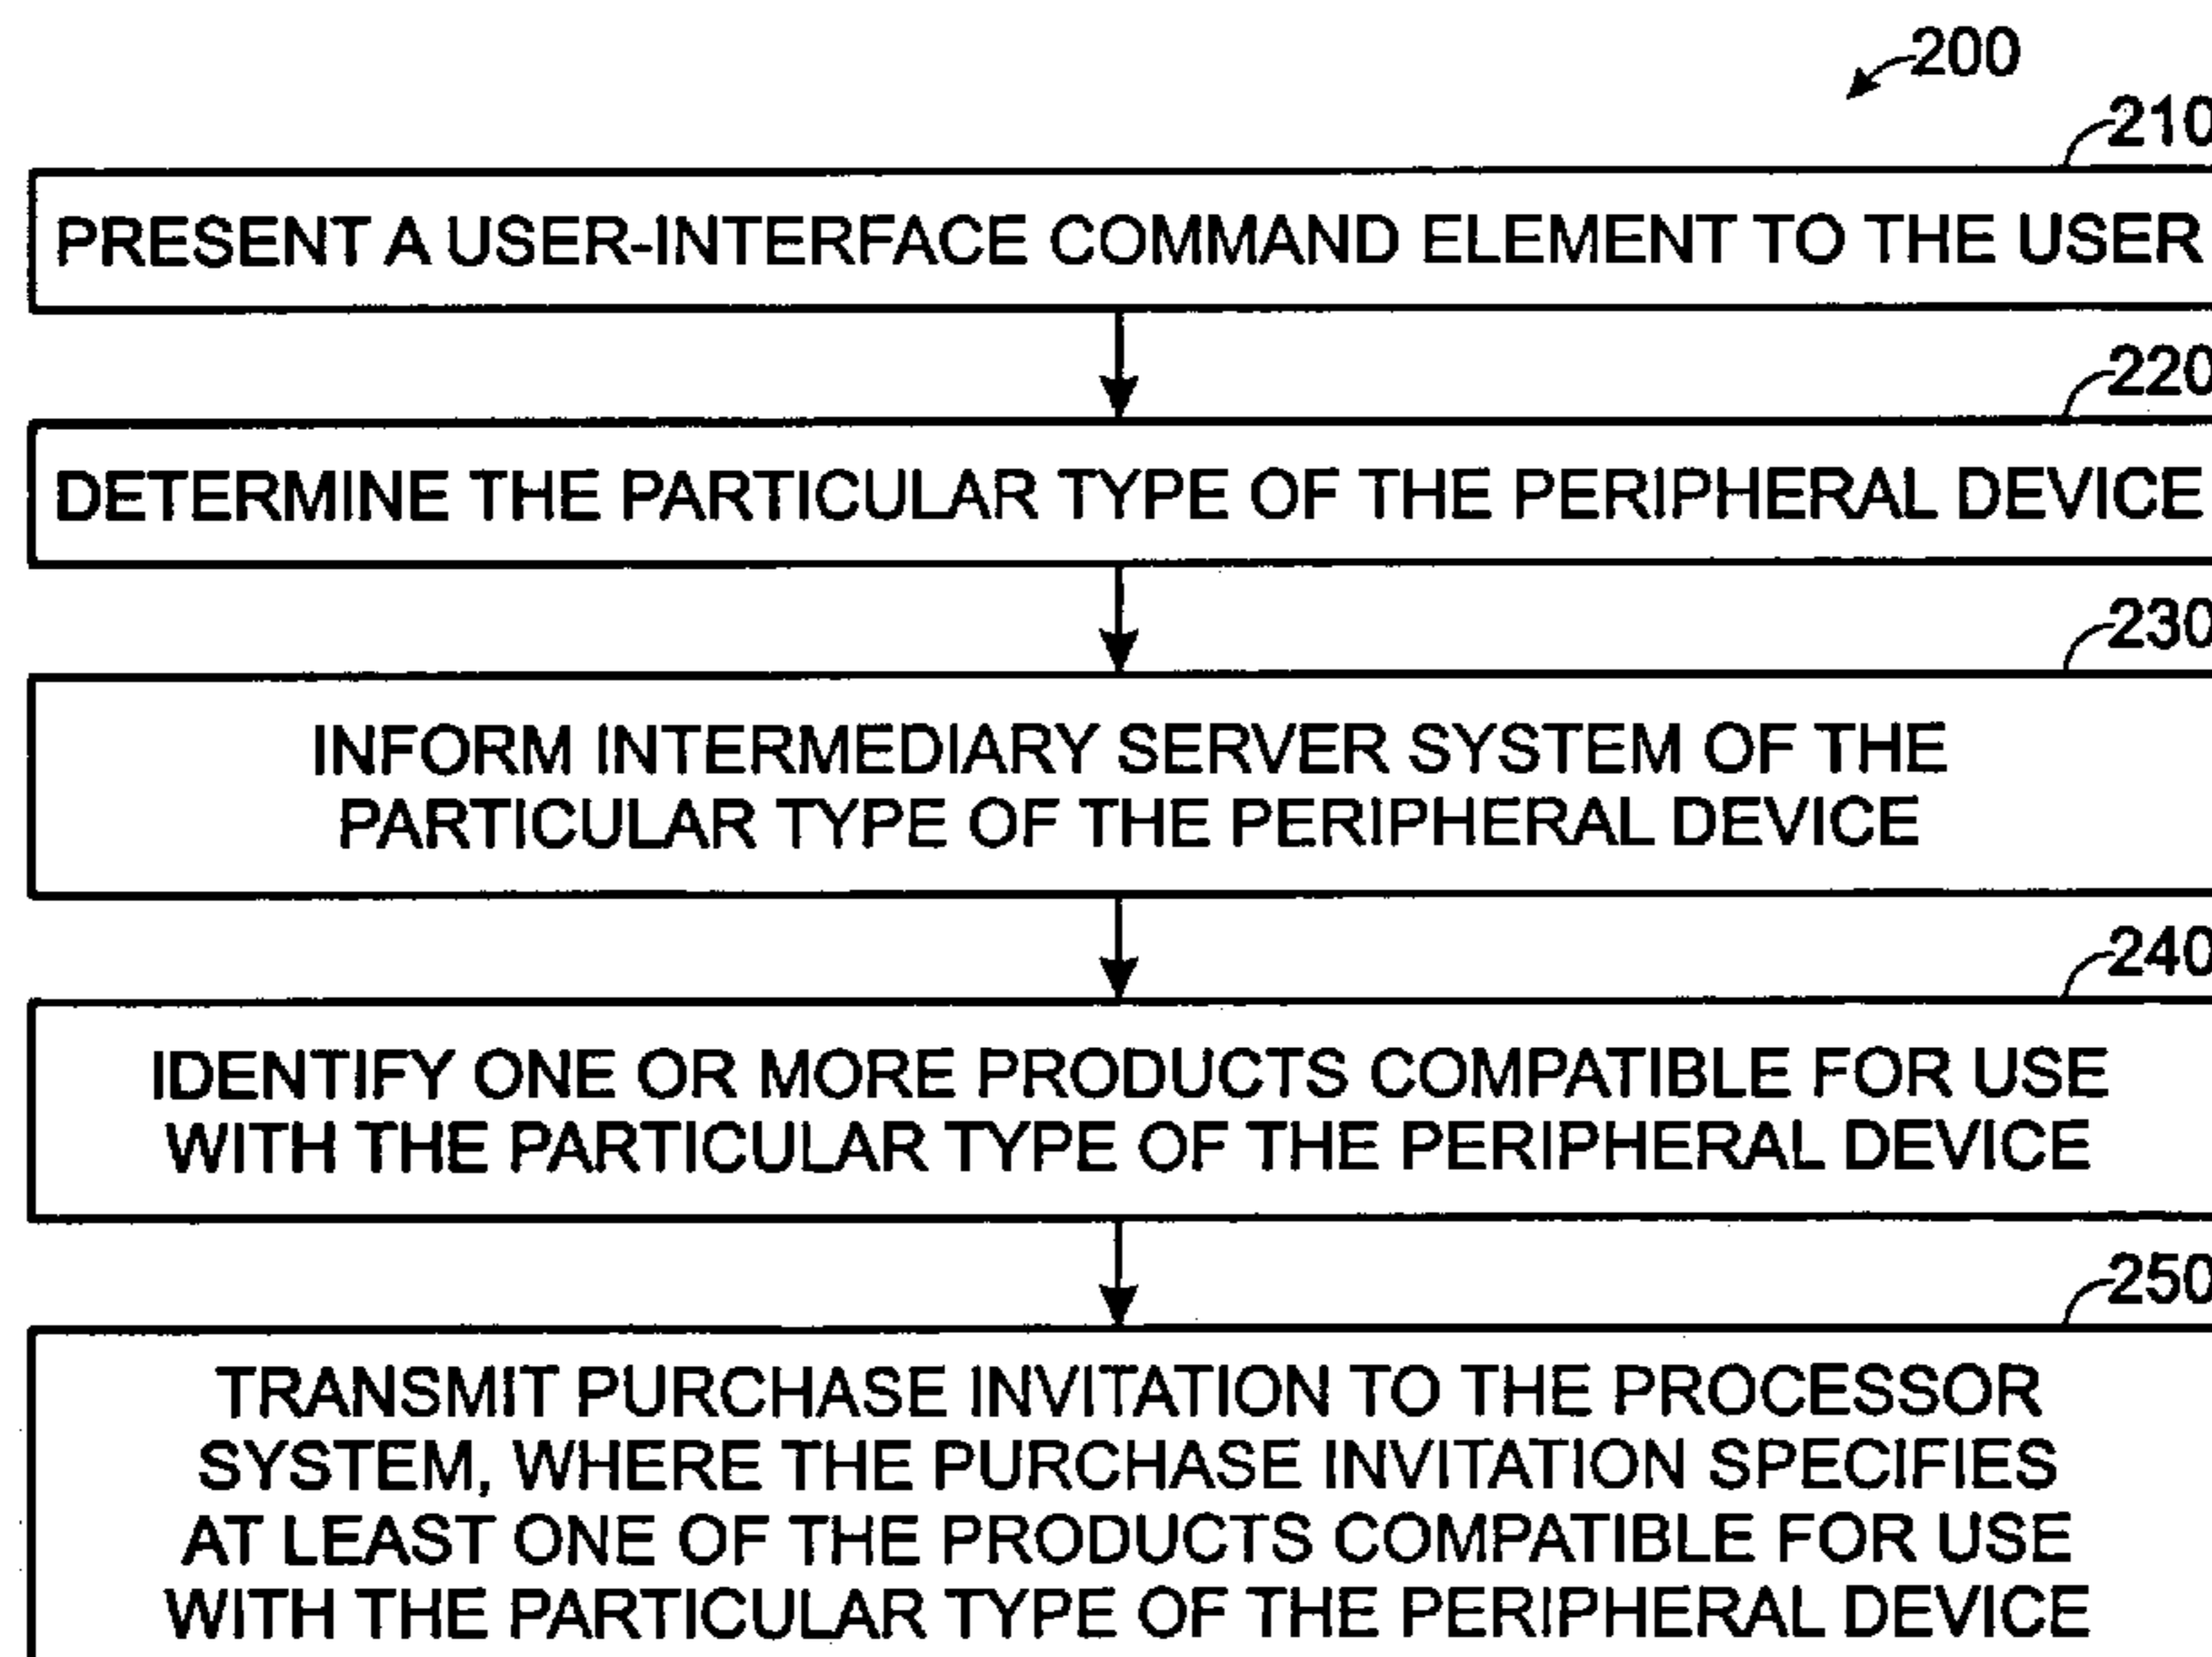 200
210
PRESENT A USER-INTERFACE COMMAND ELEMENT TO THE USER
220
DETERMINE THE PARTICULAR TYPE OF THE PERIPHERAL DEVICE
230
INFORM INTERMEDIARY SERVER SYSTEM OF THE
PARTICULAR TYPE OF THE PERIPHERAL DEVICE
240
IDENTIFY ONE OR MORE PRODUCTS COMPATIBLE FOR USE
WITH THE PARTICULAR TYPE OF THE PERIPHERAL DEVICE
250
TRANSMIT PURCHASE INVITATION TO THE PROCESSOR
SYSTEM, WHERE THE PURCHASE INVITATION SPECIFIES
AT LEAST ONE OF THE PRODUCTS COMPATIBLE FOR USE
WITH THE PARTICULAR TYPE OF THE PERIPHERAL DEVICE